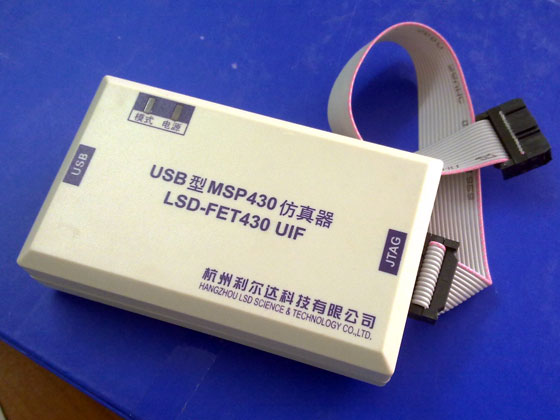 模式 电源
USB
USB型MSP430仿真器
LSD-FET430 UIF
JTAG
杭州利尔达科技有限公司
HANGZHOU LSD SCIENCE & TECHNOLOGY CO.,LTD.